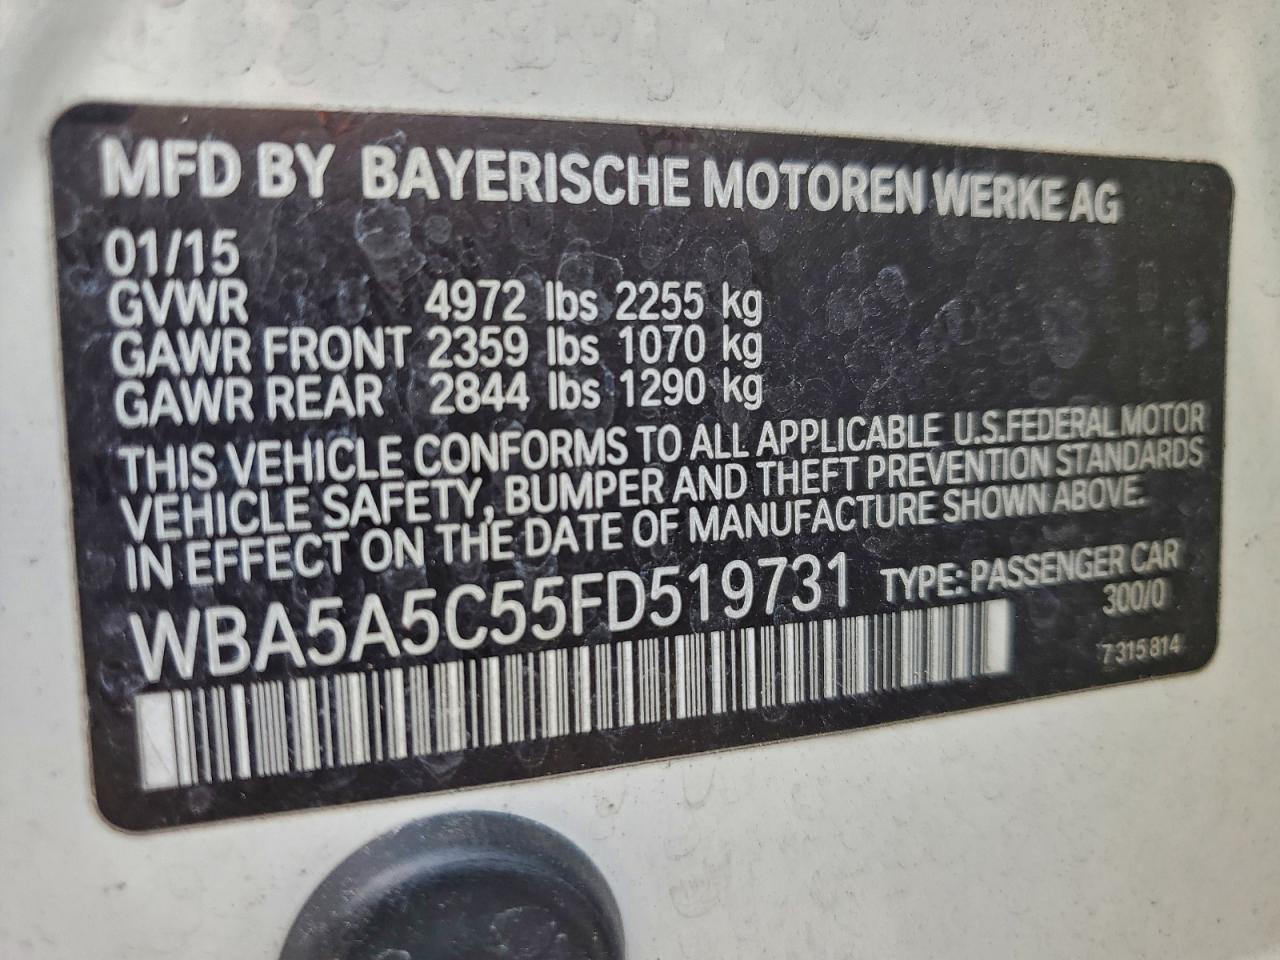 MFD BY BAYERISCHE MOTOREN WERKE AG
01/15
GVWR 4972 lbs 2255 kg
GAWR FRONT 2359 lbs 1070 kg
GAWR REAR 2844 lbs 1290 kg
THIS VEHICLE CONFORMS TO ALL APPLICABLE U.S.FEDERAL MOTOR
VEHICLE SAFETY, BUMPER AND THEFT PREVENTION STANDARDS
IN EFFECT ON THE DATE OF MANUFACTURE SHOWN ABOVE.
WBA5A5C55FD519731 TYPE: PASSENGER CAR
300/0
7 315 814